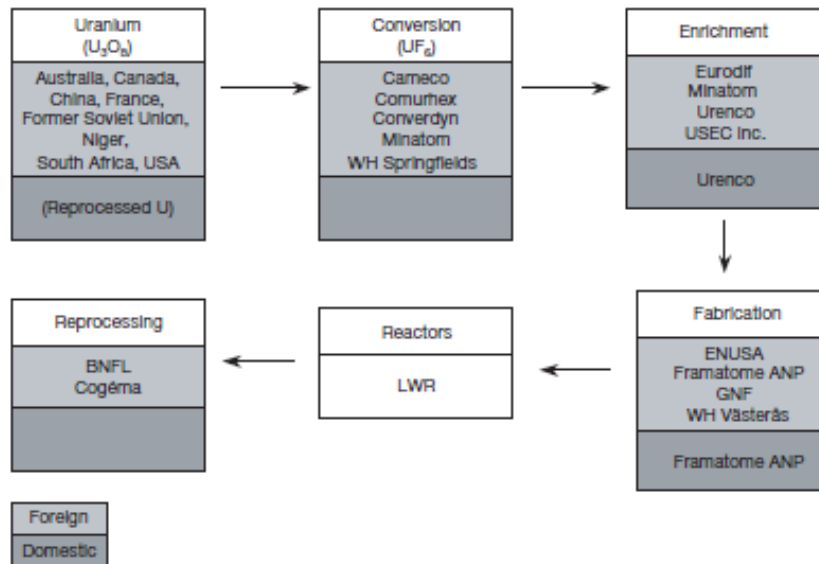 Uranium
(U₃O₈)
Australia, Canada,
China, France,
Former Soviet Union,
Niger,
South Africa, USA
(Reprocessed U)
Conversion
(UF₆)
Cameco
Comurhex
Converdyn
Minatom
WH Springfields
Enrichment
Eurodif
Minatom
Urenco
USEC Inc.
Urenco
Fabrication
ENUSA
Framatome ANP
GNF
WH Västerås
Framatome ANP
Reactors
LWR
Reprocessing
BNFL
Cogéma
Foreign
Domestic